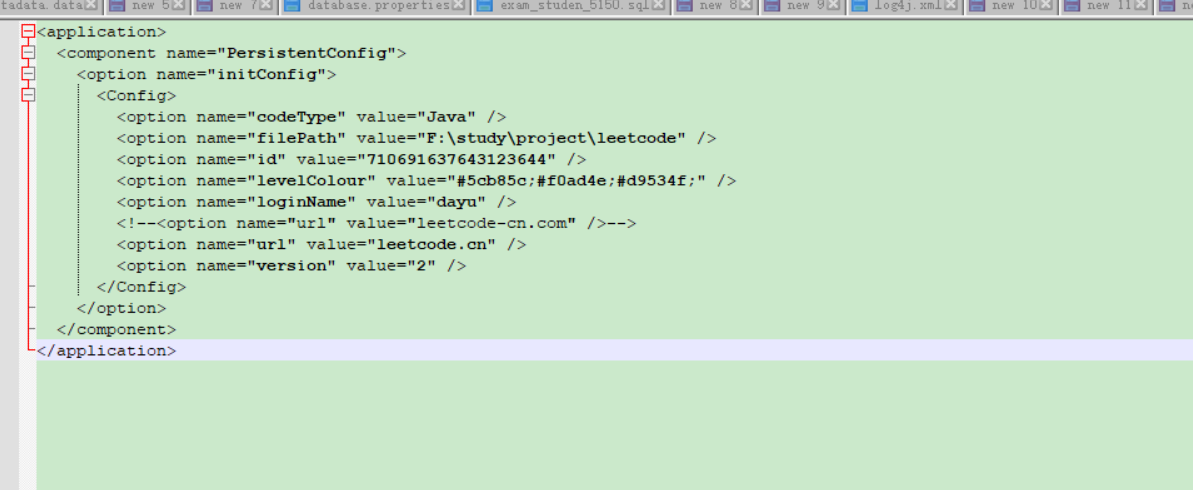 tadata.data new 5 new 7 database.properties exam_studen_5150.sql new 8 new 9 log4j.xml new 10 new 11
<application>
<component name="PersistentConfig">
<option name="initConfig">
<Config>
<option name="codeType" value="Java" />
<option name="filePath" value="F:\study\project\leetcode" />
<option name="id" value="710691637643123644" />
<option name="levelColour" value="#5cb85c;#f0ad4e;#d9534f;" />
<option name="loginName" value="dayu" />
<!--<option name="url" value="leetcode-cn.com" />-->
<option name="url" value="leetcode.cn" />
<option name="version" value="2" />
</Config>
</option>
</component>
</application>